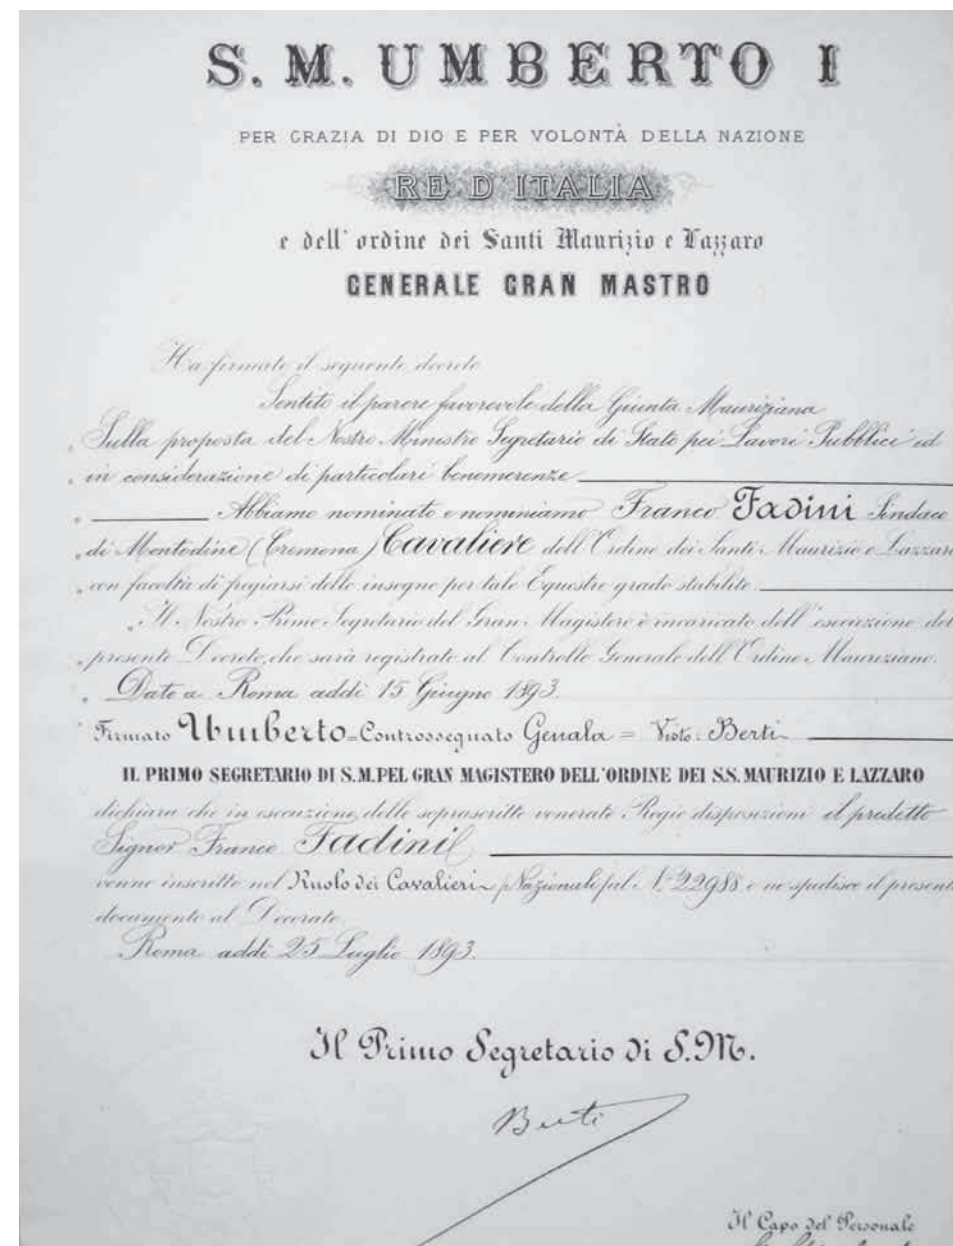 S. M. UMBERTO I
PER GRAZIA DI DIO E PER VOLONTÀ DELLA NAZIONE
RE D'ITALIA
e dell' ordine dei Santi Maurizio e Lazzaro
GENERALE GRAN MASTRO
Ha firmato il seguente decreto
Sentito il parere favorevole della Giunta Mauriziana
„ Sulla proposta del Nostro Ministro Segretario di Stato pei Lavori Pubblici ed
„ in considerazione di particolari benemerenze
„ Abbiamo nominato e nominiamo Franco Fadini Sindaco
„ di Montodine (Cremona) Cavaliere dell'Ordine dei Santi Maurizio e Lazzaro
„ con facoltà di fregiarsi delle insegne per tale Equestre grado stabilite.
„ Il Nostro Primo Segretario del Gran Magistero è incaricato dell'esecuzione del
„ presente Decreto, che sarà registrato al Controllo Generale dell'Ordine Mauriziano.
„ Dato a Roma addì 15 Giugno 1893.
Firmato Umberto = Controssegnato Genala = Visto: Berti
IL PRIMO SEGRETARIO DI S.M. PEL GRAN MAGISTERO DELL'ORDINE DEI S.S. MAURIZIO E LAZZARO
dichiara che in esecuzione delle soprascritte venerate Regie disposizioni il predetto
Signor Franco Fadini
venne inscritto nel Ruolo dei Cavalieri Nazionali al N.° 22988 e ne spedisce il presente
documento al Decorato
Roma addì 25 Luglio 1893.
Il Primo Segretario di S.M.
Berti
Il Capo del Personale